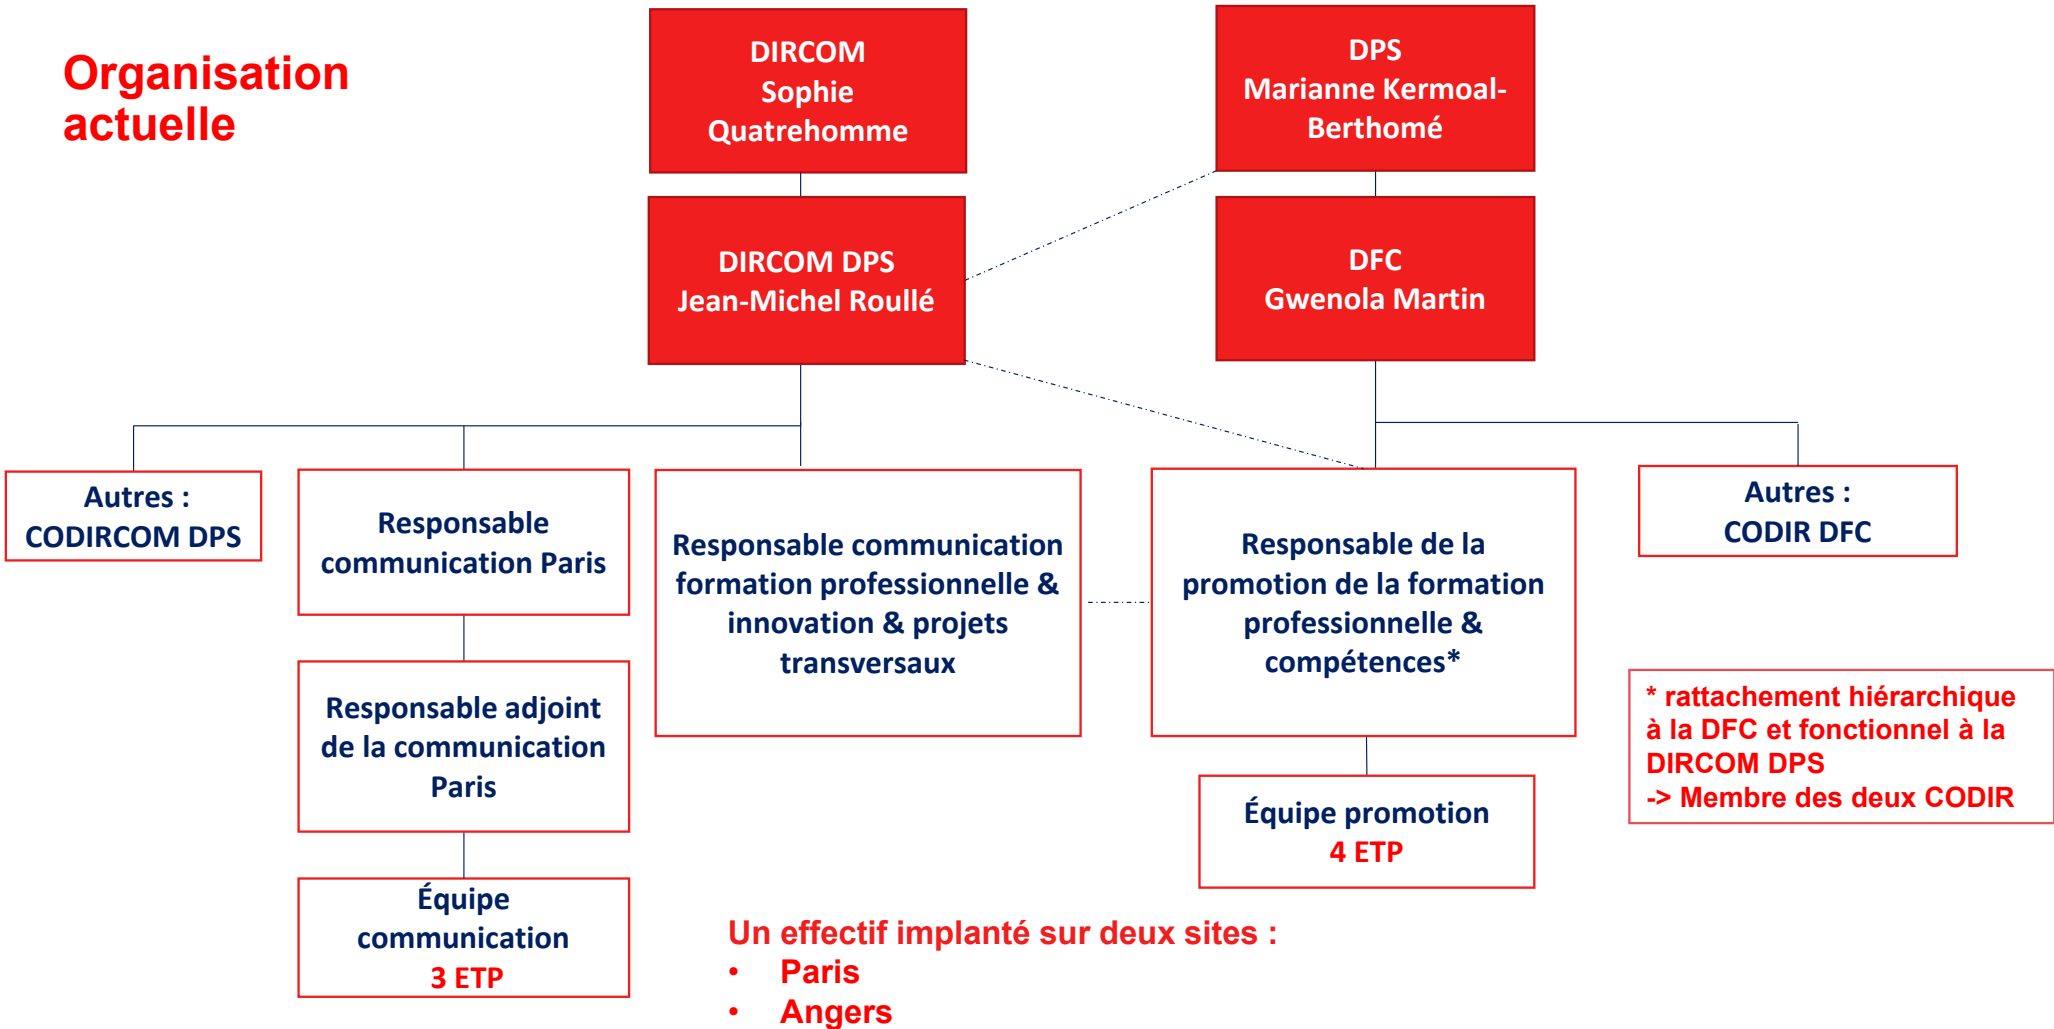 Organisation
actuelle
DIRCOM
Sophie
Quatrehomme
DPS
Marianne Kermoal-
Berthomé
DIRCOM DPS
Jean-Michel Roullé
DFC
Gwenola Martin
Autres :
CODIRCOM DPS
Responsable
communication Paris
Responsable communication
formation professionnelle &
innovation & projets
transversaux
Responsable de la
promotion de la formation
professionnelle &
compétences*
Autres :
CODIR DFC
Responsable adjoint
de la communication
Paris
Équipe promotion
4 ETP
* rattachement hiérarchique
à la DFC et fonctionnel à la
DIRCOM DPS
-> Membre des deux CODIR
Équipe
communication
3 ETP
Un effectif implanté sur deux sites :
• Paris
• Angers